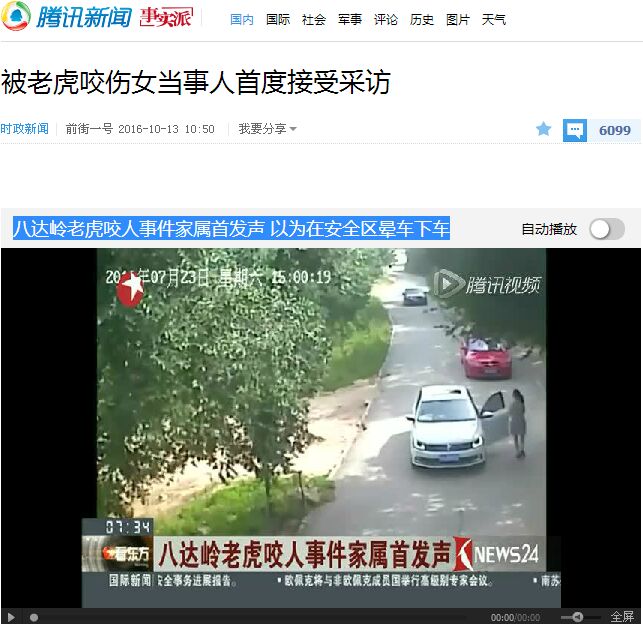 腾讯新闻 事实派 国内 国际 社会 军事 评论 历史 图片 天气
被老虎咬伤女当事人首度接受采访
时政新闻 前街一号 2016-10-13 10:50 我要分享 6099
八达岭老虎咬人事件家属首发声 以为在安全区晕车下车 自动播放
年07月23日 星期六 15:00:19
腾讯视频
07:34
看东方 八达岭老虎咬人事件家属首发声 NEWS24
国际新闻 安全事务进展报告。 ▪欧佩克将与非欧佩克成员国举行高级别专家会议。 ▪南苏
00:00/00:00 全屏